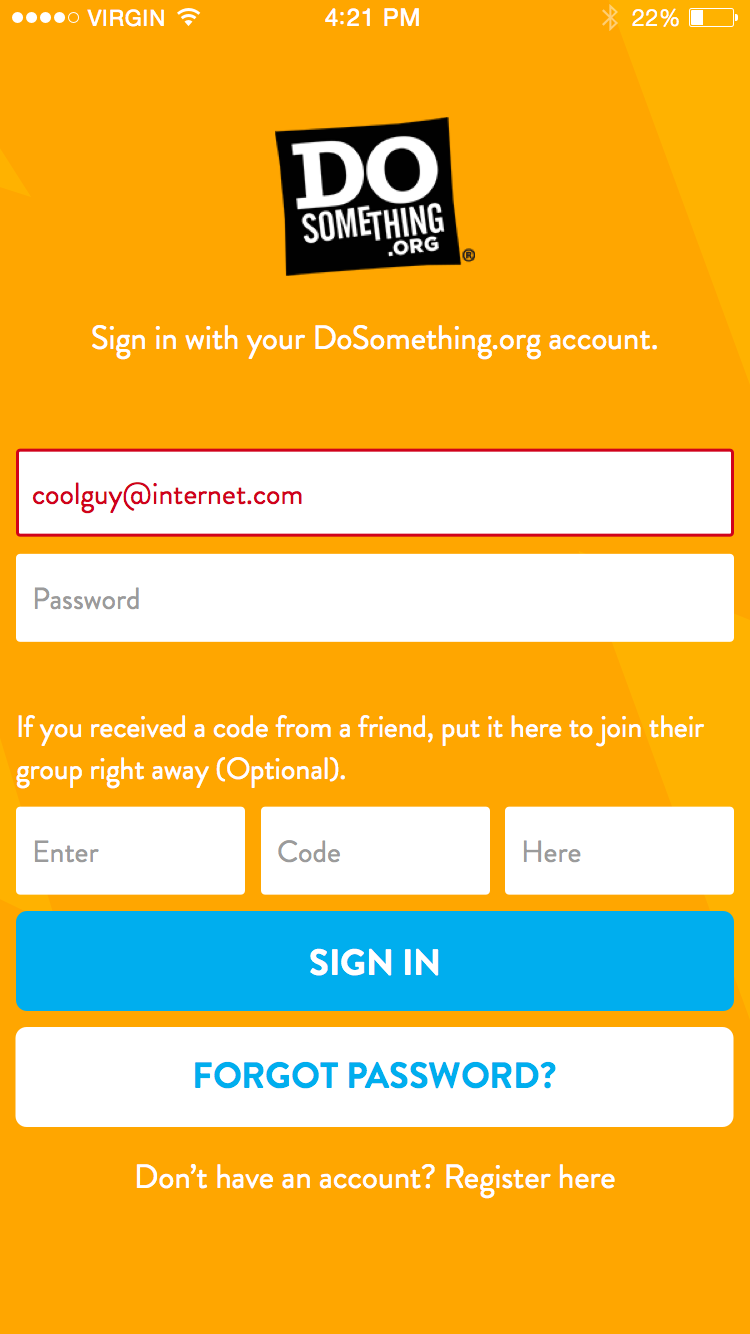 VIRGIN 4:21 PM 22%
DO
SOMETHING
.ORG ®
Sign in with your DoSomething.org account.
coolguy@internet.com
Password
If you received a code from a friend, put it here to join their
group right away (Optional).
Enter Code Here
SIGN IN
FORGOT PASSWORD?
Don’t have an account? Register here